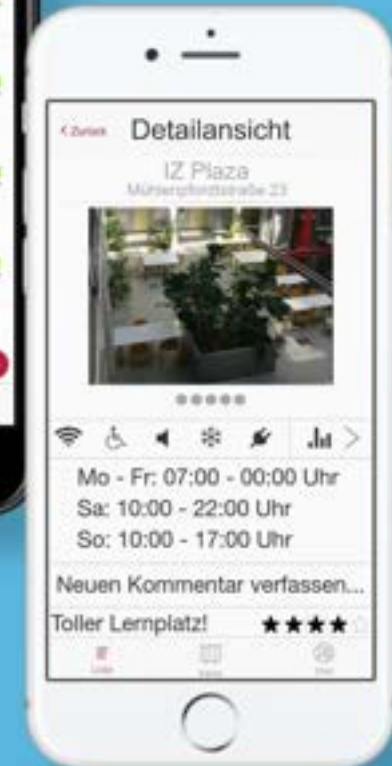 < Zurück Detailansicht
IZ Plaza
Mühlenpfordtstraße 23
Mo - Fr: 07:00 - 00:00 Uhr
Sa: 10:00 - 22:00 Uhr
So: 10:00 - 17:00 Uhr
Neuen Kommentar verfassen...
Toller Lernplatz!